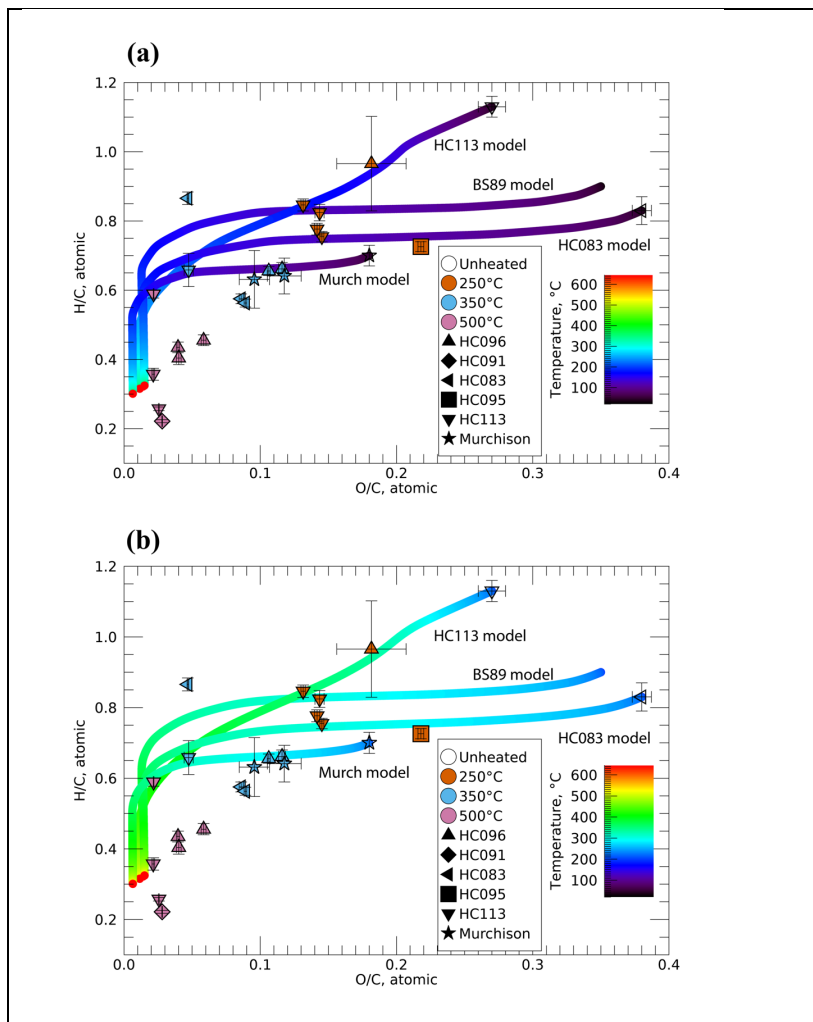 (a)
1.2
1.0
0.8
0.6
0.4
0.2
H/C, atomic
HC113 model
BS89 model
HC083 model
Murch model
Unheated
250°C
350°C
500°C
HC096
HC091
HC083
HC095
HC113
Murchison
Temperature, °C
600
500
400
300
200
100
0.0
0.1
0.2
0.3
0.4
O/C, atomic
(b)
1.2
1.0
0.8
0.6
0.4
0.2
H/C, atomic
HC113 model
BS89 model
HC083 model
Murch model
Unheated
250°C
350°C
500°C
HC096
HC091
HC083
HC095
HC113
Murchison
Temperature, °C
600
500
400
300
200
100
0.0
0.1
0.2
0.3
0.4
O/C, atomic